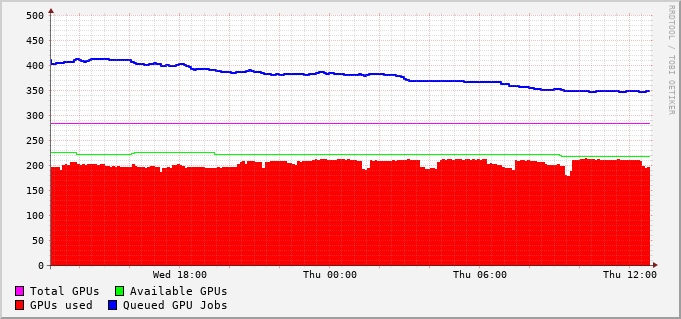 500
450
400
350
300
250
200
150
100
50
0
Wed 18:00 Thu 00:00 Thu 06:00 Thu 12:00
Total GPUs Available GPUs
GPUs used Queued GPU Jobs
RRDTOOL / TOBI OETIKER